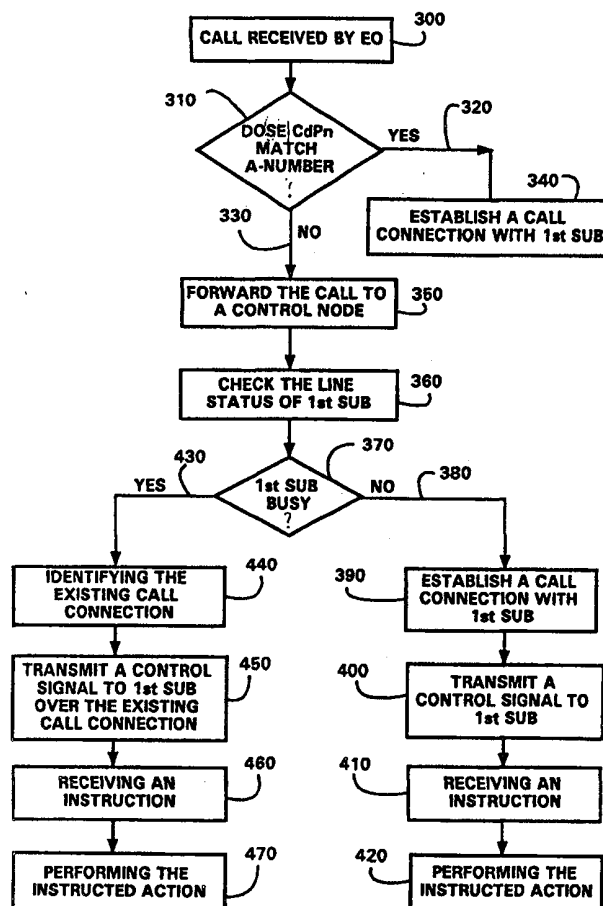 300
CALL RECEIVED BY EO
310
DOSE CdPn
MATCH
A-NUMBER
?
YES
320
340
ESTABLISH A CALL
CONNECTION WITH 1st SUB
330
NO
FORWARD THE CALL TO
A CONTROL NODE
350
CHECK THE LINE
STATUS OF 1st SUB
360
370
430
YES
1st SUB
BUSY
?
NO
380
IDENTIFYING THE
EXISTING CALL
CONNECTION
440
390
ESTABLISH A CALL
CONNECTION WITH
1st SUB
TRANSMIT A CONTROL
SIGNAL TO 1st SUB
OVER THE EXISTING
CALL CONNECTION
450
400
TRANSMIT A
CONTROL SIGNAL TO
1st SUB
RECEIVING AN
INSTRUCTION
460
410
RECEIVING AN
INSTRUCTION
PERFORMING THE
INSTRUCTED ACTION
470
420
PERFORMING THE
INSTRUCTED ACTION